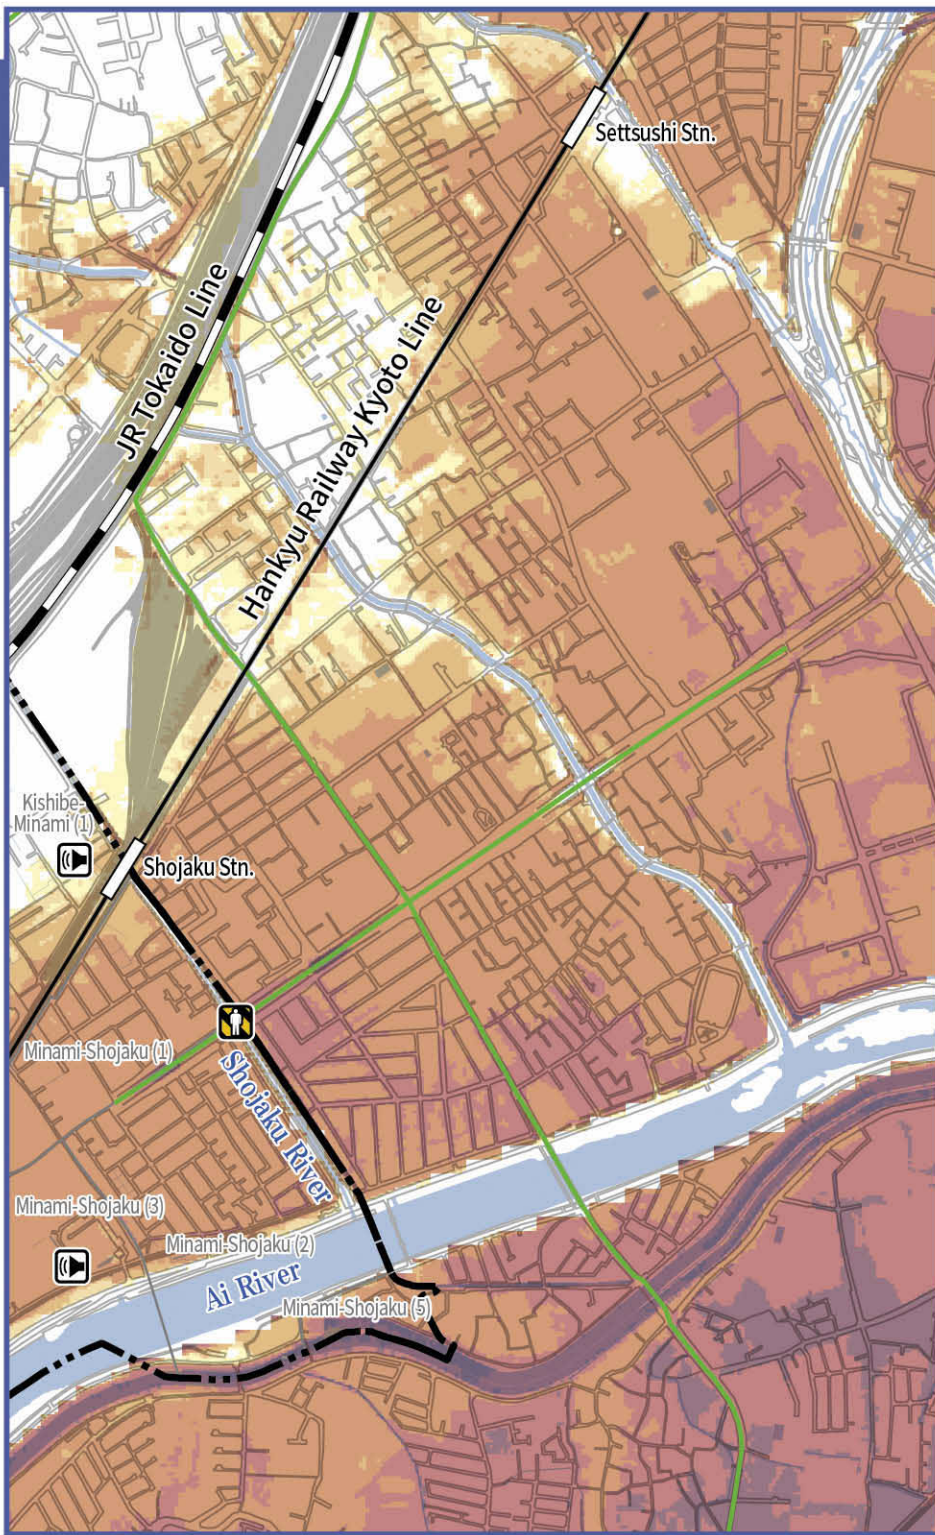 Settsushi Stn.
JR Tokaido Line
Hankyu Railway Kyoto Line
Kishibe-
Minami (1)
Shojaku Stn.
Minami-Shojaku (1)
Shojaku River
Minami-Shojaku (3)
Minami-Shojaku (2)
Ai River
Minami-Shojaku (5)